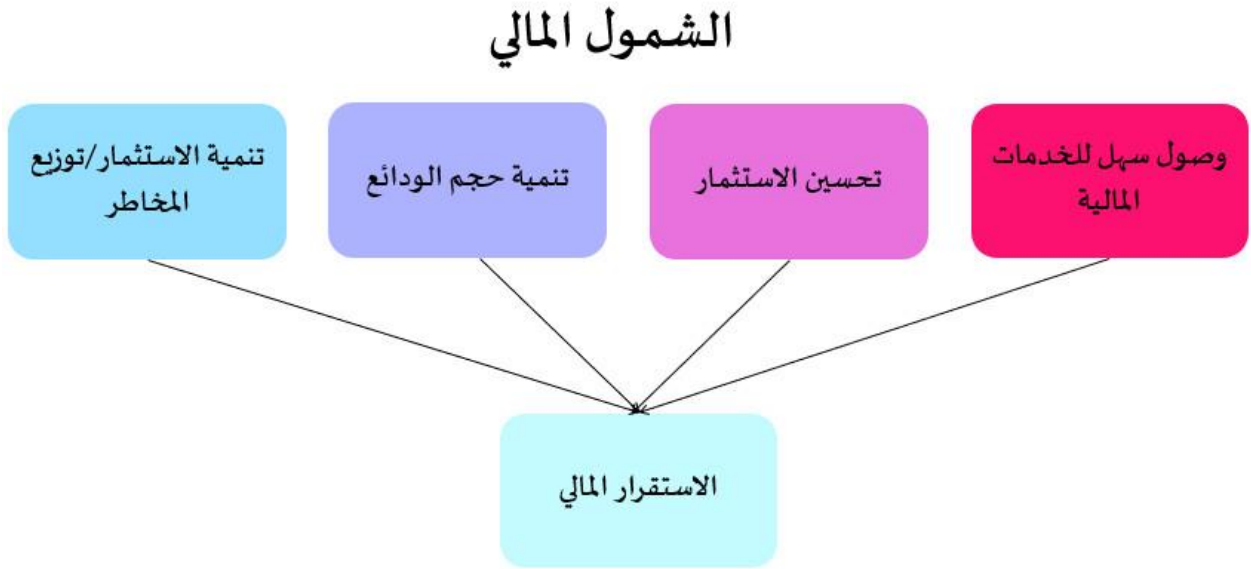 الشمول المالي
وصول سهل للخدمات
المالية
تحسين الاستثمار
تنمية حجم الودائع
تنمية الاستثمار/توزيع
المخاطر
الاستقرار المالي